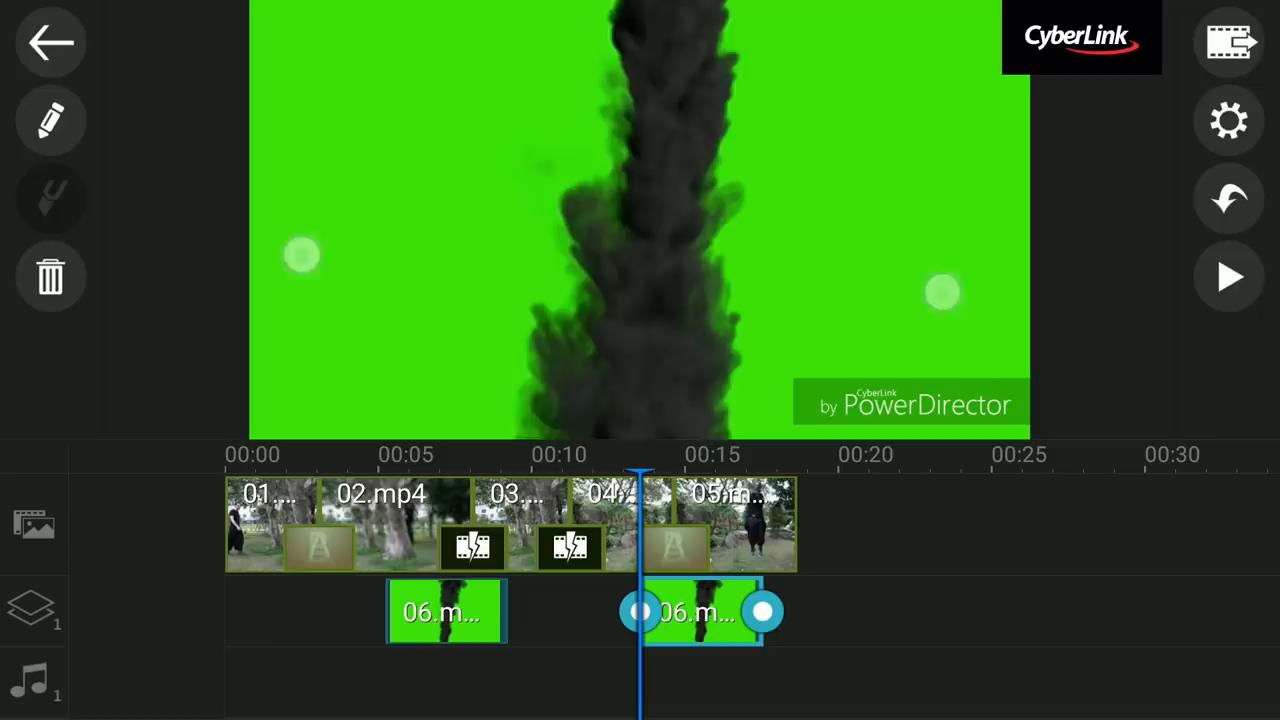 CyberLink
CyberLink
by PowerDirector
00:00 00:05 00:10 00:15 00:20 00:25 00:30
01.... 02.mp4 03.... 04... 05.m...
06.m... 06.m...
1
1